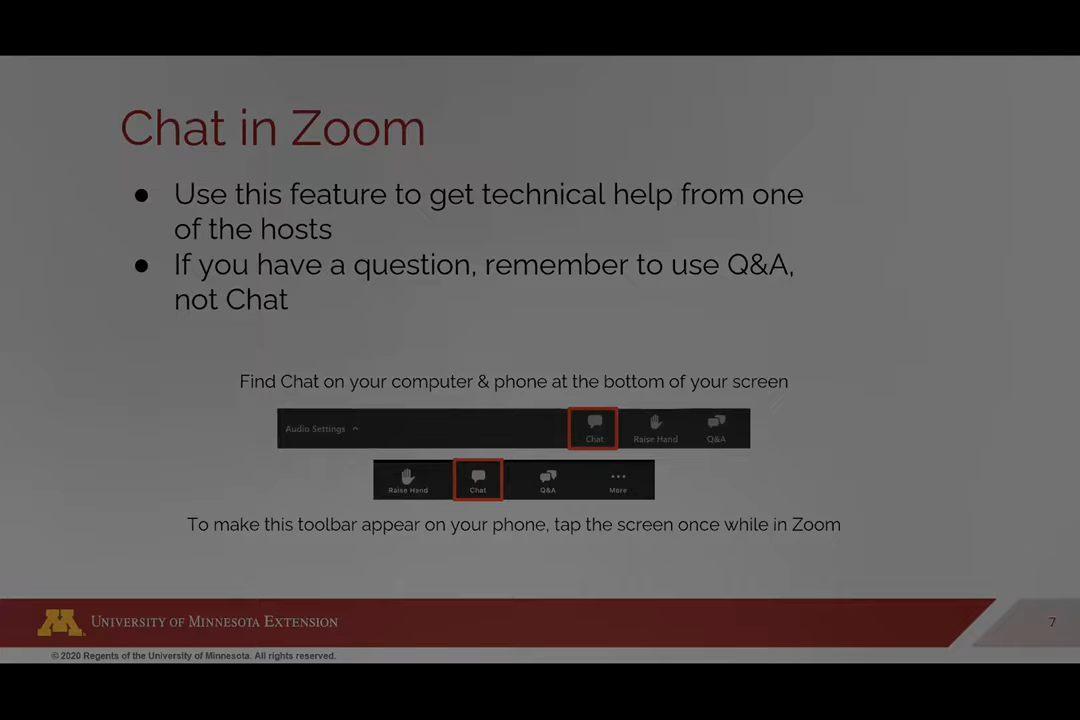 Chat in Zoom
● Use this feature to get technical help from one
of the hosts
● If you have a question, remember to use Q&A,
not Chat
Find Chat on your computer & phone at the bottom of your screen
Audio Settings ^ Chat Raise Hand Q&A
Raise Hand Chat Q&A More
To make this toolbar appear on your phone, tap the screen once while in Zoom
M UNIVERSITY OF MINNESOTA EXTENSION
7
© 2020 Regents of the University of Minnesota. All rights reserved.